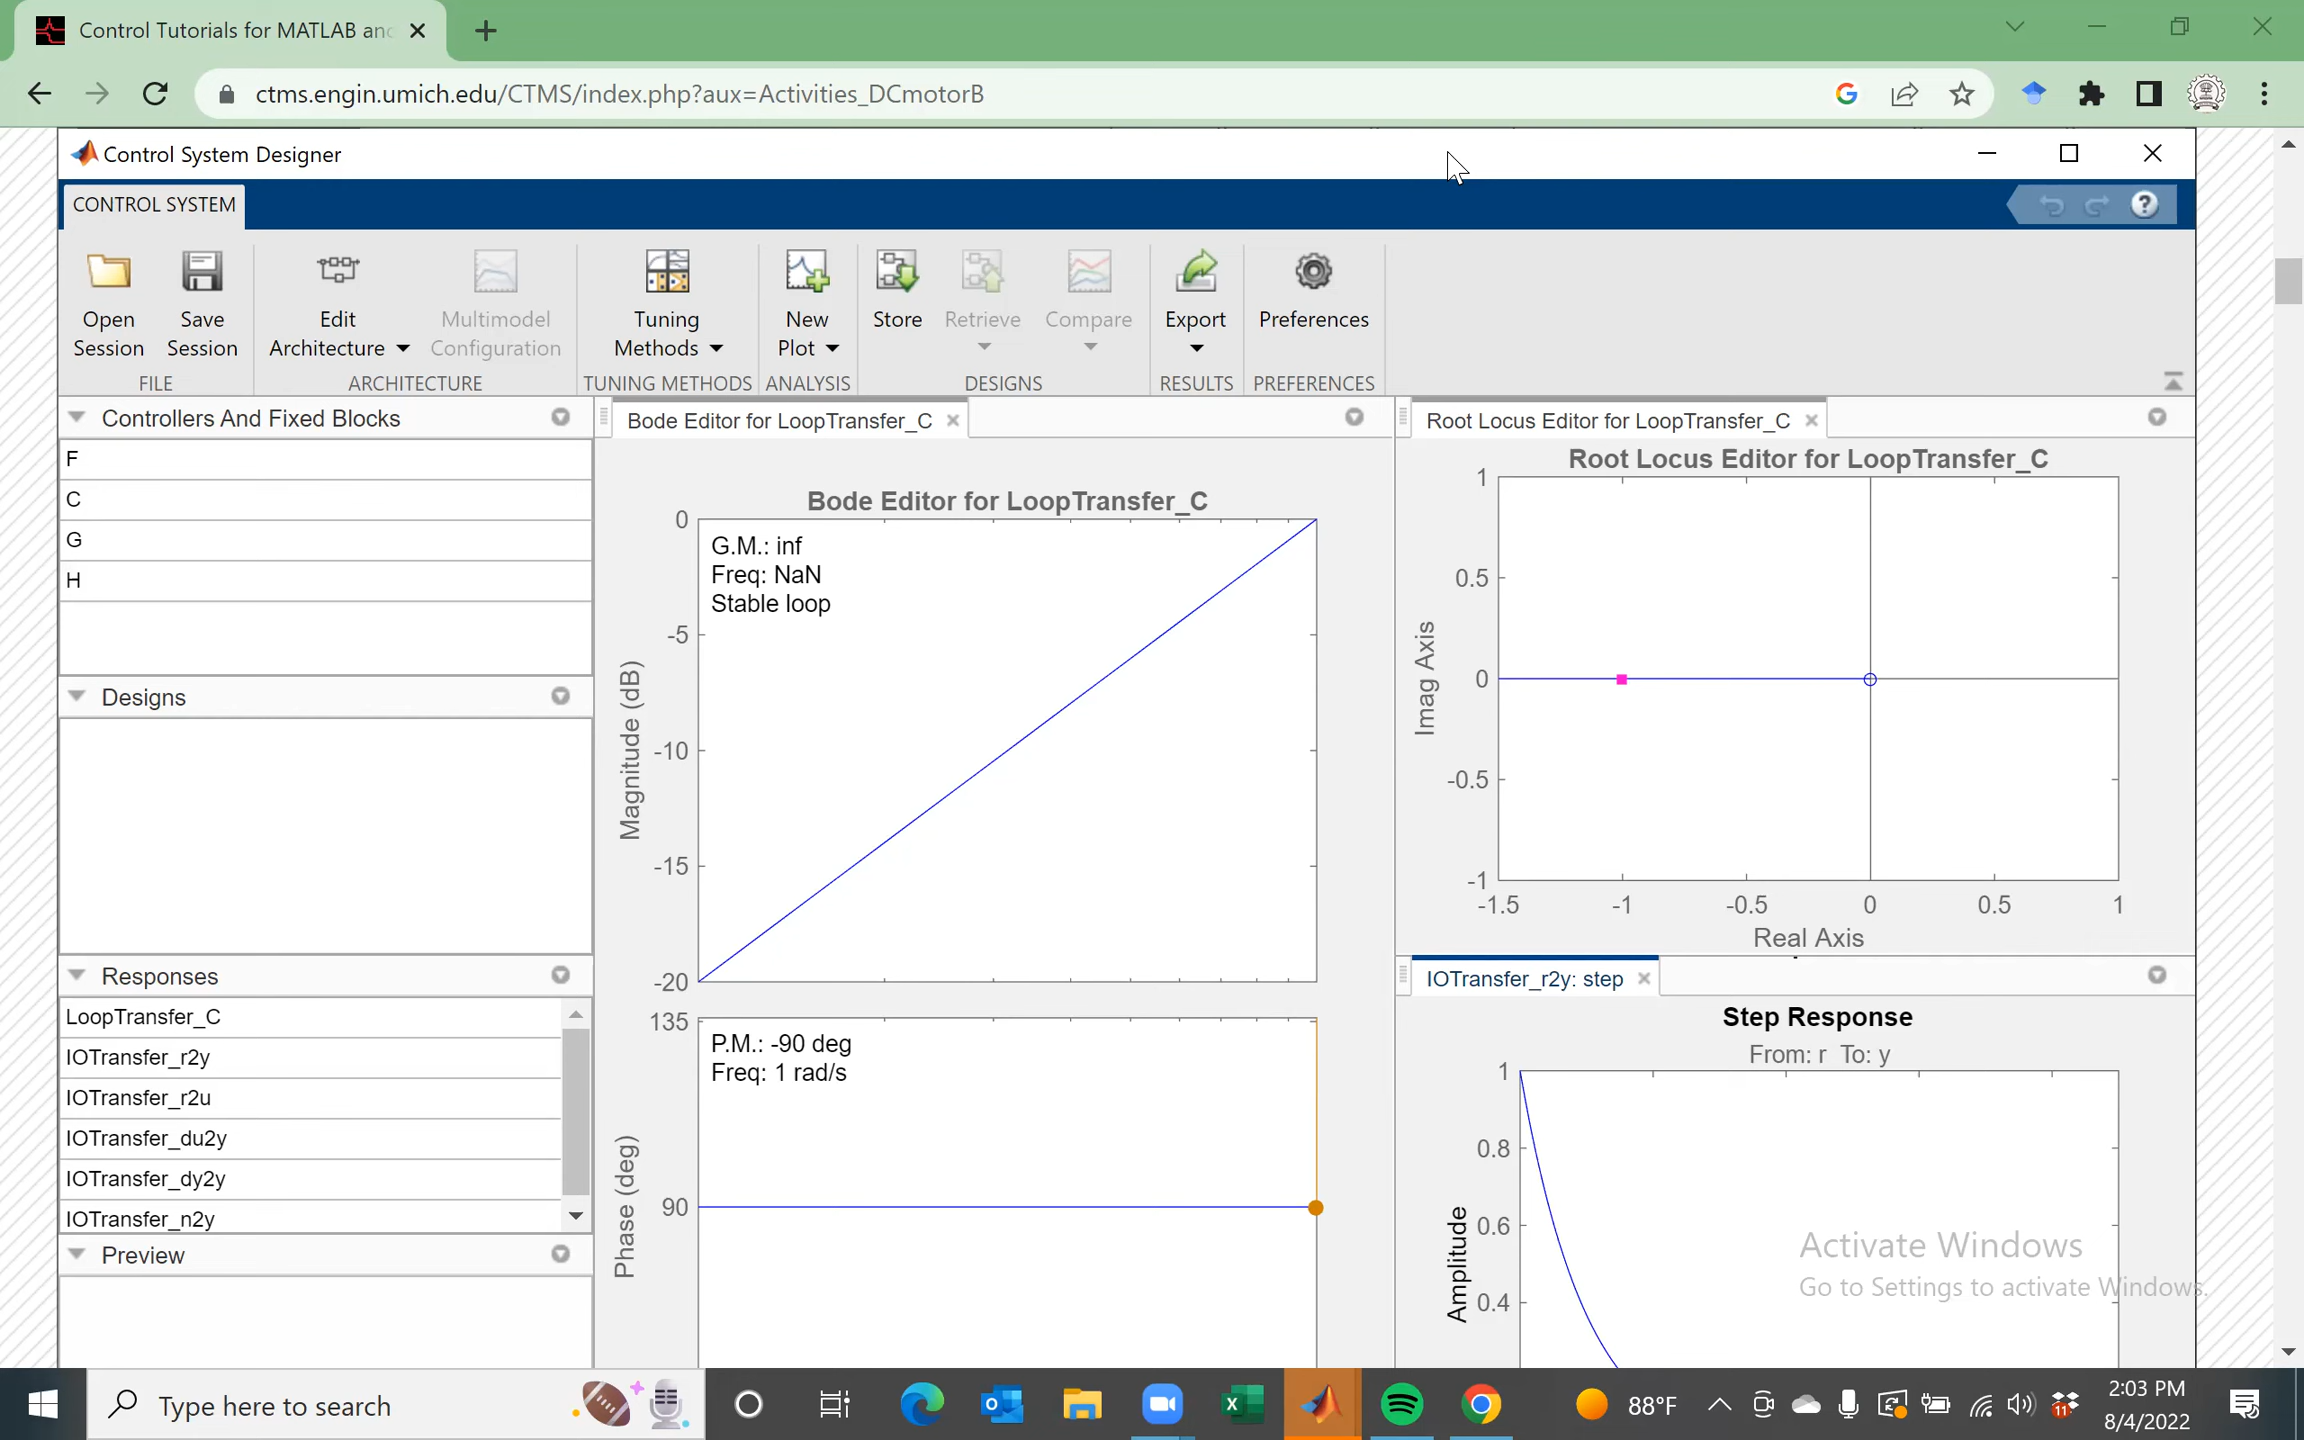 Control Tutorials for MATLAB and
ctms.engin.umich.edu/CTMS/index.php?aux=Activities_DCmotorB
Control System Designer
CONTROL SYSTEM
Open Session
Save Session
Edit Architecture
Multimodel Configuration
Tuning Methods
New Plot
Store
Retrieve
Compare
Export
Preferences
FILE
ARCHITECTURE
TUNING METHODS
ANALYSIS
DESIGNS
RESULTS
PREFERENCES
Controllers And Fixed Blocks
F
C
G
H
Designs
Responses
LoopTransfer_C
IOTransfer_r2y
IOTransfer_r2u
IOTransfer_du2y
IOTransfer_dy2y
IOTransfer_n2y
Preview
Bode Editor for LoopTransfer_C
Bode Editor for LoopTransfer_C
G.M.: inf
Freq: NaN
Stable loop
0
-5
-10
-15
-20
Magnitude (dB)
P.M.: -90 deg
Freq: 1 rad/s
135
90
Phase (deg)
Root Locus Editor for LoopTransfer_C
Root Locus Editor for LoopTransfer_C
1
0.5
0
-0.5
-1
Imag Axis
-1.5 -1 -0.5 0 0.5 1
Real Axis
IOTransfer_r2y: step
Step Response
From: r To: y
1
0.8
0.6
0.4
Amplitude
Activate Windows
Go to Settings to activate Windows.
Type here to search
88°F
11
2:03 PM
8/4/2022